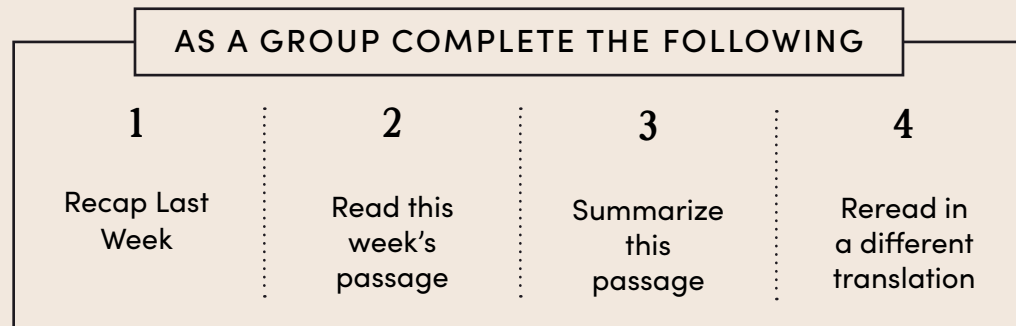 AS A GROUP COMPLETE THE FOLLOWING
1
Recap Last
Week
2
Read this
week's
passage
3
Summarize
this
passage
4
Reread in
a different
translation